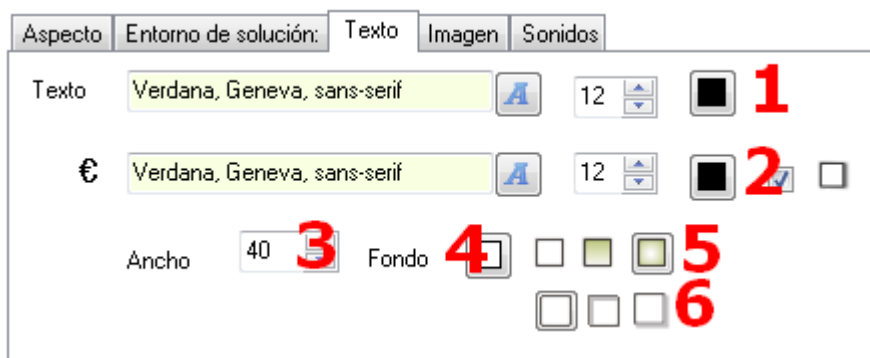 Aspecto Entorno de solución: Texto Imagen Sonidos
Texto Verdana, Geneva, sans-serif A 12 1
€ Verdana, Geneva, sans-serif A 12 2
Ancho 40 3 Fondo 4 5
6